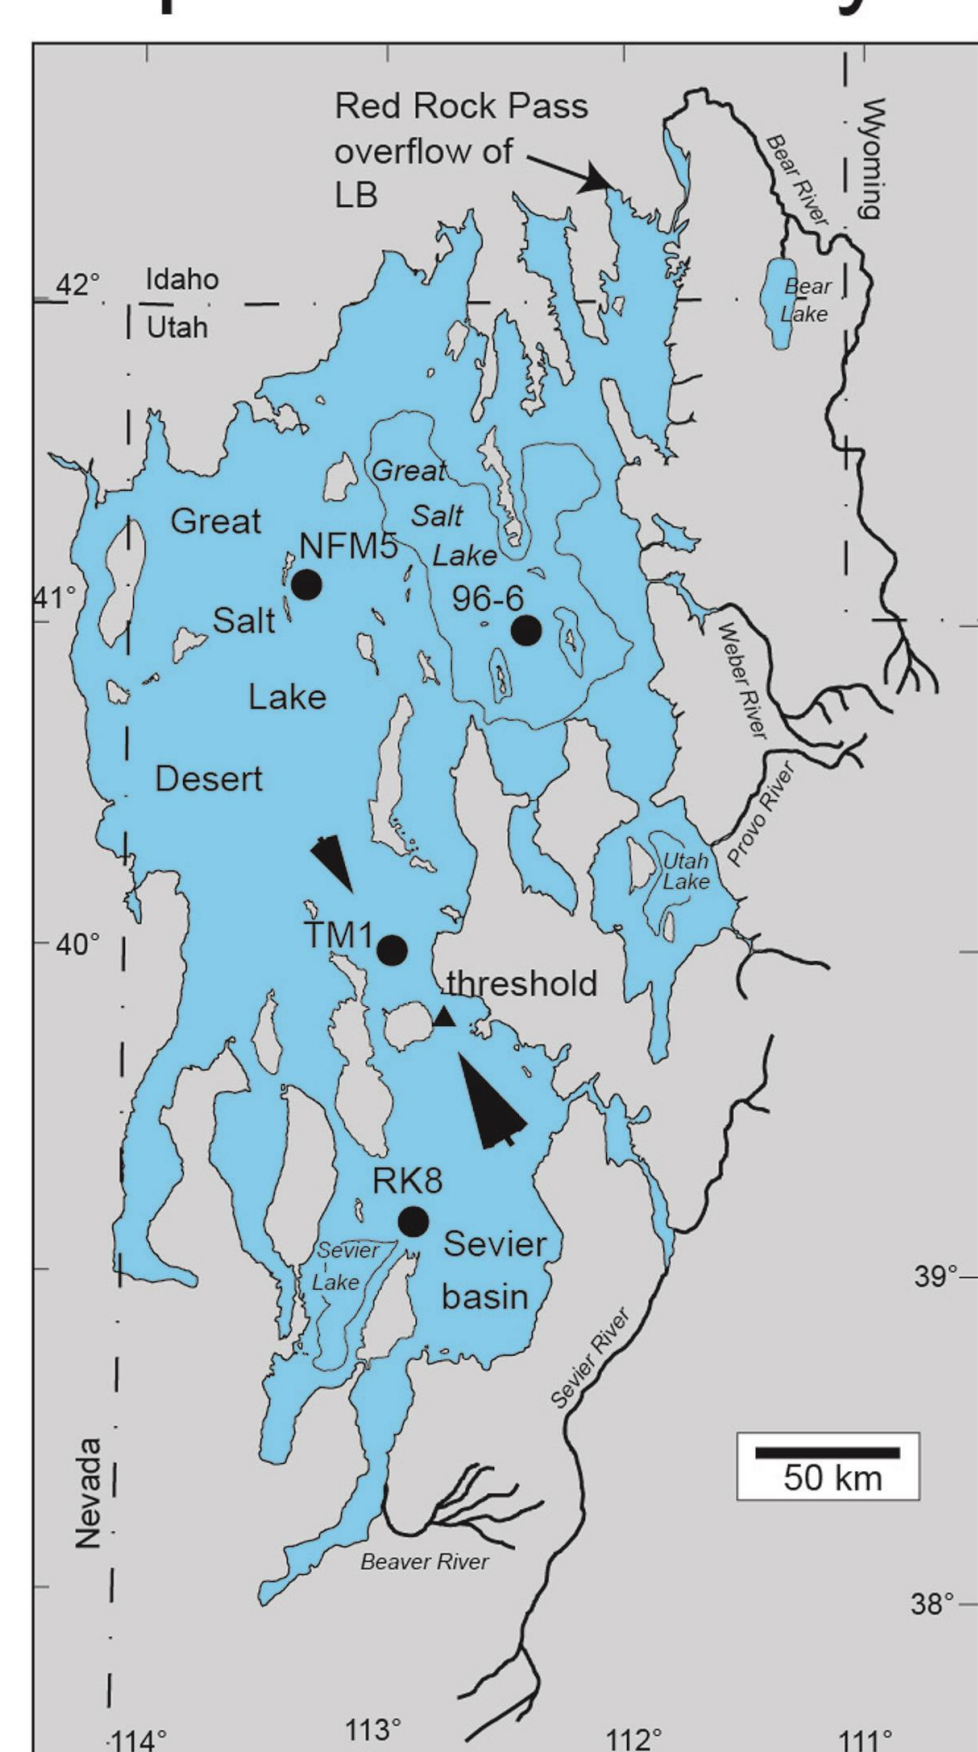 Red Rock Pass
overflow of
LB
Wyoming
Bear River
42°
Idaho
Utah
Bear
Lake
Great
Salt
Lake
Great
NFM5
41°
96-6
Salt
Weber River
Lake
Desert
Provo River
Utah
Lake
TM1
40°
threshold
RK8
Sevier
Lake
Sevier
basin
39°
Sevier River
Nevada
50 km
Beaver River
38°
114°
113°
112°
111°